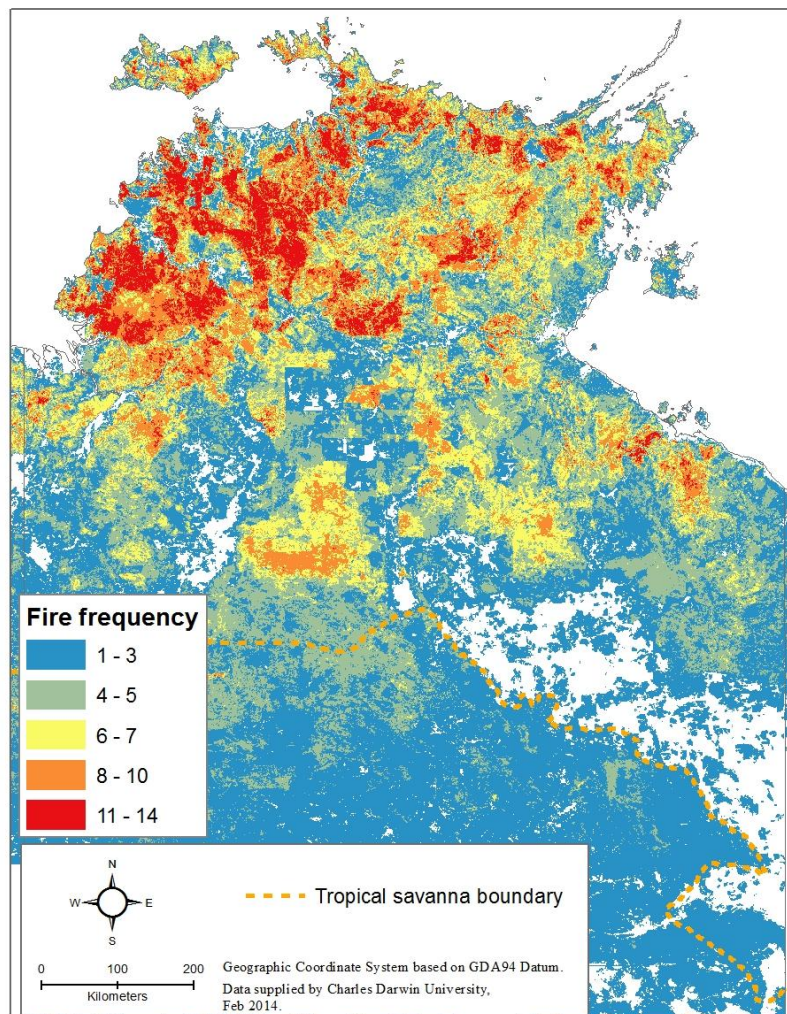 Fire frequency
1 - 3
4 - 5
6 - 7
8 - 10
11 - 14
N
W E
S
0 100 200
Kilometers
Tropical savanna boundary
Geographic Coordinate System based on GDA94 Datum.
Data supplied by Charles Darwin University,
Feb 2014.